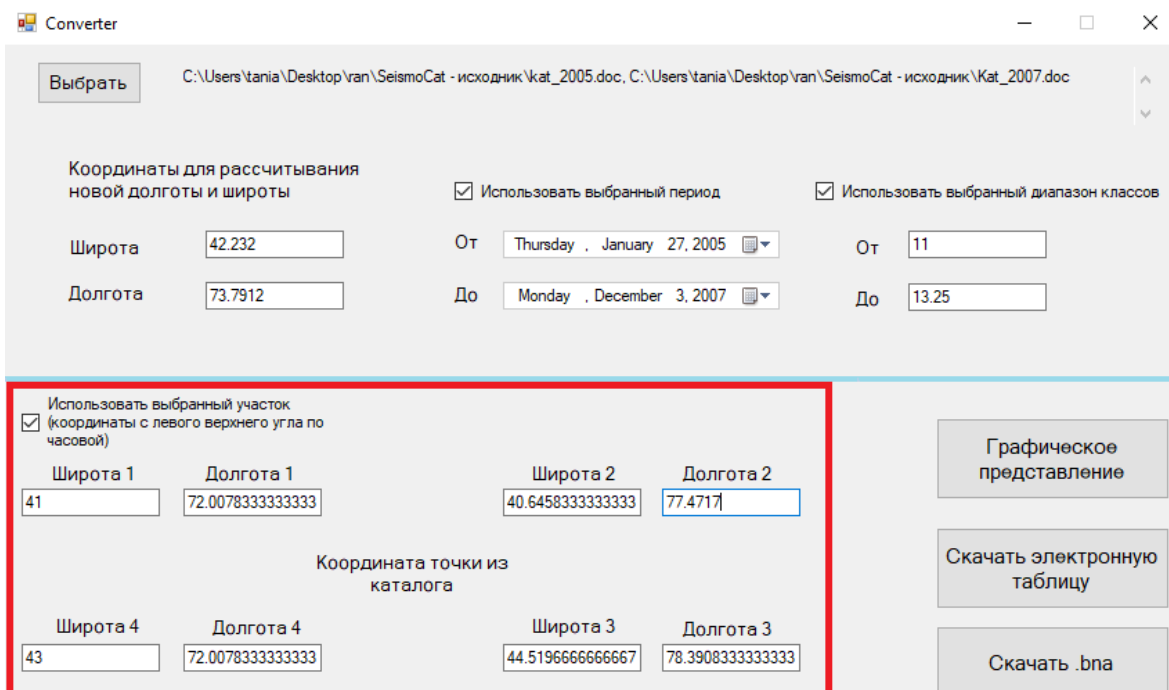 Converter
Выбрать
C:\Users\tania\Desktop\ran\SeismoCat - исходник\kat_2005.doc, C:\Users\tania\Desktop\ran\SeismoCat - исходник\Kat_2007.doc
Координаты для рассчитывания
новой долготы и широты
Использовать выбранный период
Использовать выбранный диапазон классов
Широта
42.232
От
Thursday , January 27, 2005
От
11
Долгота
73.7912
До
Monday , December 3, 2007
До
13.25
Использовать выбранный участок
(координаты с левого верхнего угла по
часовой)
Широта 1
Долгота 1
Широта 2
Долгота 2
41
72.0078333333333
40.6458333333333
77.4717
Координата точки из
каталога
Широта 4
Долгота 4
Широта 3
Долгота 3
43
72.0078333333333
44.5196666666667
78.3908333333333
Графическое
представление
Скачать электронную
таблицу
Скачать .bna